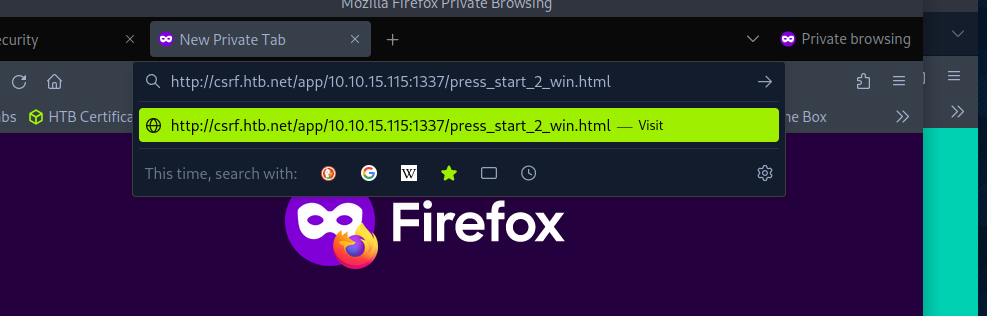 Mozilla Firefox Private Browsing
ecurity
New Private Tab
Private browsing
http://csrf.htb.net/app/10.10.15.115:1337/press_start_2_win.html
abs
HTB Certifica
he Box
http://csrf.htb.net/app/10.10.15.115:1337/press_start_2_win.html — Visit
This time, search with:
W
Firefox